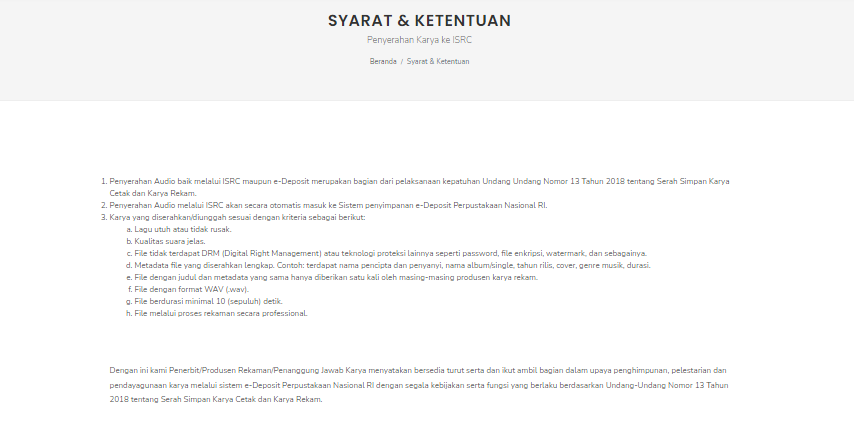 SYARAT & KETENTUAN
Penyerahan Karya ke ISRC
Beranda / Syarat & Ketentuan
1. Penyerahan Audio baik melalui ISRC maupun e-Deposit merupakan bagian dari pelaksanaan kepatuhan Undang Undang Nomor 13 Tahun 2018 tentang Serah Simpan Karya
Cetak dan Karya Rekam.
2. Penyerahan Audio melalui ISRC akan secara otomatis masuk ke Sistem penyimpanan e-Deposit Perpustakaan Nasional RI.
3. Karya yang diserahkan/diunggah sesuai dengan kriteria sebagai berikut:
a. Lagu utuh atau tidak rusak.
b. Kualitas suara jelas.
c. File tidak terdapat DRM (Digital Right Management) atau teknologi proteksi lainnya seperti password, file enkripsi, watermark, dan sebagainya.
d. Metadata file yang diserahkan lengkap. Contoh: terdapat nama pencipta dan penyanyi, nama album/single, tahun rilis, cover, genre musik, durasi.
e. File dengan judul dan metadata yang sama hanya diberikan satu kali oleh masing-masing produsen karya rekam.
f. File dengan format WAV (.wav).
g. File berdurasi minimal 10 (sepuluh) detik.
h. File melalui proses rekaman secara professional.
Dengan ini kami Penerbit/Produsen Rekaman/Penanggung Jawab Karya menyatakan bersedia turut serta dan ikut ambil bagian dalam upaya penghimpunan, pelestarian dan
pendayagunaan karya melalui sistem e-Deposit Perpustakaan Nasional RI dengan segala kebijakan serta fungsi yang berlaku berdasarkan Undang-Undang Nomor 13 Tahun
2018 tentang Serah Simpan Karya Cetak dan Karya Rekam.